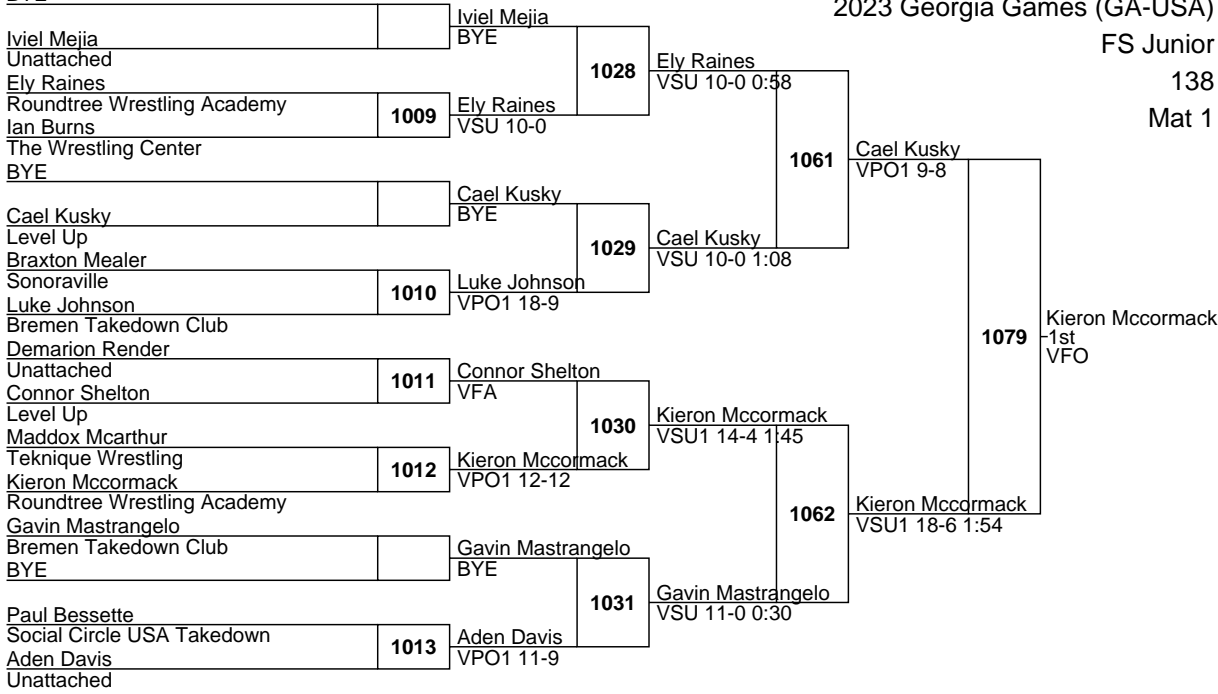 BYE
2023 Georgia Games (GA-USA)
FS Junior
138
Mat 1
Iviel Mejia
Unattached
Ely Raines
Roundtree Wrestling Academy
Ian Burns
The Wrestling Center
BYE
Cael Kusky
Level Up
Braxton Mealer
Sonoraville
Luke Johnson
Bremen Takedown Club
Demarion Render
Unattached
Connor Shelton
Level Up
Maddox Mcarthur
Teknique Wrestling
Kieron Mccormack
Roundtree Wrestling Academy
Gavin Mastrangelo
Bremen Takedown Club
BYE
Paul Bessette
Social Circle USA Takedown
Aden Davis
Unattached
1009
1010
1011
1012
1013
Iviel Mejia
BYE
Ely Raines
VSU 10-0
Cael Kusky
BYE
Luke Johnson
VPO1 18-9
Connor Shelton
VFA
Kieron Mccormack
VPO1 12-12
Gavin Mastrangelo
BYE
Aden Davis
VPO1 11-9
1028
1029
1030
1031
Ely Raines
VSU 10-0 0:58
Cael Kusky
VSU 10-0 1:08
Kieron Mccormack
VSU1 14-4 1:45
Gavin Mastrangelo
VSU 11-0 0:30
1061
1062
Cael Kusky
VPO1 9-8
Kieron Mccormack
VSU1 18-6 1:54
1079
Kieron Mccormack
1st
VFO